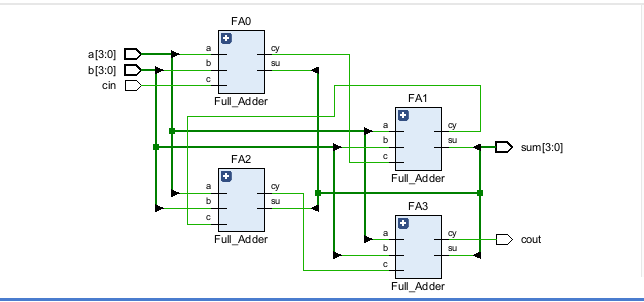 FA0
a[3:0]
b[3:0]
cin
a
b
c
cy
su
Full_Adder
FA1
a
b
c
cy
su
Full_Adder
sum[3:0]
FA2
a
b
c
cy
su
Full_Adder
FA3
a
b
c
cy
su
Full_Adder
cout